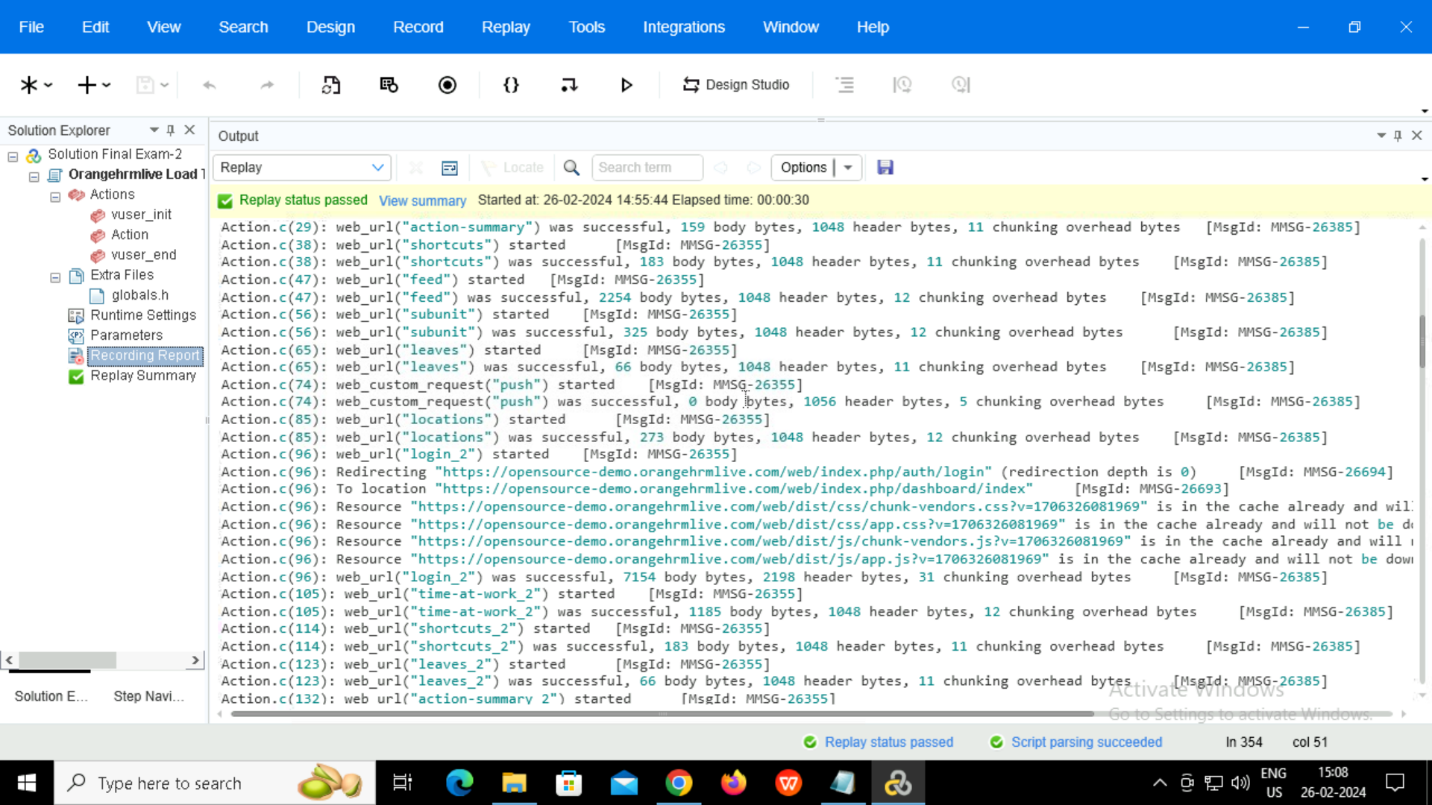 File Edit View Search Design Record Replay Tools Integrations Window Help
Design Studio
Solution Explorer
Solution Final Exam-2
Orangehrmlive Load
Actions
vuser_init
Action
vuser_end
Extra Files
globals.h
Runtime Settings
Parameters
Recording Report
Replay Summary
Solution E... Step Navi...
Output
Replay Locate Search term Options
Replay status passed View summary Started at: 26-02-2024 14:55:44 Elapsed time: 00:00:30
Action.c(29): web_url("action-summary") was successful, 159 body bytes, 1048 header bytes, 11 chunking overhead bytes [MsgId: MMSG-26385]
Action.c(38): web_url("shortcuts") started [MsgId: MMSG-26355]
Action.c(38): web_url("shortcuts") was successful, 183 body bytes, 1048 header bytes, 11 chunking overhead bytes [MsgId: MMSG-26385]
Action.c(47): web_url("feed") started [MsgId: MMSG-26355]
Action.c(47): web_url("feed") was successful, 2254 body bytes, 1048 header bytes, 12 chunking overhead bytes [MsgId: MMSG-26385]
Action.c(56): web_url("subunit") started [MsgId: MMSG-26355]
Action.c(56): web_url("subunit") was successful, 325 body bytes, 1048 header bytes, 12 chunking overhead bytes [MsgId: MMSG-26385]
Action.c(65): web_url("leaves") started [MsgId: MMSG-26355]
Action.c(65): web_url("leaves") was successful, 66 body bytes, 1048 header bytes, 11 chunking overhead bytes [MsgId: MMSG-26385]
Action.c(74): web_custom_request("push") started [MsgId: MMSG-26355]
Action.c(74): web_custom_request("push") was successful, 0 body bytes, 1056 header bytes, 5 chunking overhead bytes [MsgId: MMSG-26385]
Action.c(85): web_url("locations") started [MsgId: MMSG-26355]
Action.c(85): web_url("locations") was successful, 273 body bytes, 1048 header bytes, 12 chunking overhead bytes [MsgId: MMSG-26385]
Action.c(96): web_url("login_2") started [MsgId: MMSG-26355]
Action.c(96): Redirecting "https://opensource-demo.orangehrmlive.com/web/index.php/auth/login" (redirection depth is 0) [MsgId: MMSG-26694]
Action.c(96): To location "https://opensource-demo.orangehrmlive.com/web/index.php/dashboard/index" [MsgId: MMSG-26693]
Action.c(96): Resource "https://opensource-demo.orangehrmlive.com/web/dist/css/chunk-vendors.css?v=1706326081969" is in the cache already and wil
Action.c(96): Resource "https://opensource-demo.orangehrmlive.com/web/dist/css/app.css?v=1706326081969" is in the cache already and will not be d
Action.c(96): Resource "https://opensource-demo.orangehrmlive.com/web/dist/js/chunk-vendors.js?v=1706326081969" is in the cache already and will
Action.c(96): Resource "https://opensource-demo.orangehrmlive.com/web/dist/js/app.js?v=1706326081969" is in the cache already and will not be dow
Action.c(96): web_url("login_2") was successful, 7154 body bytes, 2198 header bytes, 31 chunking overhead bytes [MsgId: MMSG-26385]
Action.c(105): web_url("time-at-work_2") started [MsgId: MMSG-26355]
Action.c(105): web_url("time-at-work_2") was successful, 1185 body bytes, 1048 header bytes, 12 chunking overhead bytes [MsgId: MMSG-26385]
Action.c(114): web_url("shortcuts_2") started [MsgId: MMSG-26355]
Action.c(114): web_url("shortcuts_2") was successful, 183 body bytes, 1048 header bytes, 11 chunking overhead bytes [MsgId: MMSG-26385]
Action.c(123): web_url("leaves_2") started [MsgId: MMSG-26355]
Action.c(123): web_url("leaves_2") was successful, 66 body bytes, 1048 header bytes, 11 chunking overhead bytes [MsgId: MMSG-26385]
Action.c(132): web_url("action-summary_2") started [MsgId: MMSG-26355]
Activate Windows
Go to Settings to activate Windows.
Replay status passed Script parsing succeeded ln 354 col 51
Type here to search
ENG
US
15:08
26-02-2024